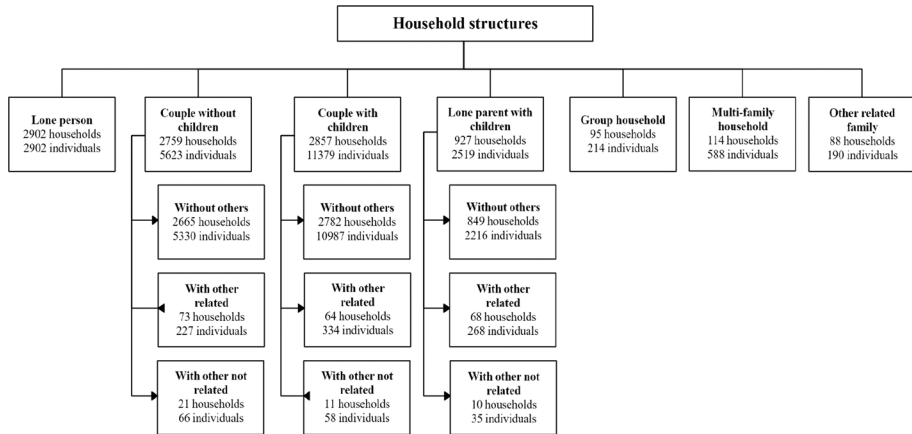 Household structures
Lone person
2902 households
2902 individuals
Couple without
children
2759 households
5623 individuals
Couple with
children
2857 households
11379 individuals
Lone parent with
children
927 households
2519 individuals
Group household
95 households
214 individuals
Multi-family
household
114 households
588 individuals
Other related
family
88 households
190 individuals
Without others
2665 households
5330 individuals
Without others
2782 households
10987 individuals
Without others
849 households
2216 individuals
With other
related
73 households
227 individuals
With other
related
64 households
334 individuals
With other
related
68 households
268 individuals
With other not
related
21 households
66 individuals
With other not
related
11 households
58 individuals
With other not
related
10 households
35 individuals